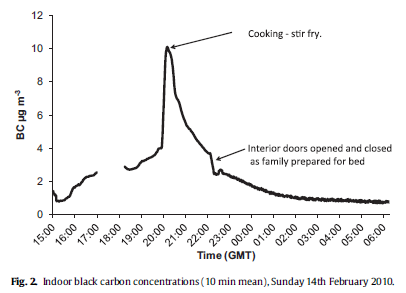 12
10
8
6
4
2
0
BC µg m-3
Cooking - stir fry.
Interior doors opened and closed
as family prepared for bed
15:00 16:00 17:00 18:00 19:00 20:00 21:00 22:00 23:00 00:00 01:00 02:00 03:00 04:00 05:00 06:00
Time (GMT)
Fig. 2. Indoor black carbon concentrations (10 min mean), Sunday 14th February 2010.